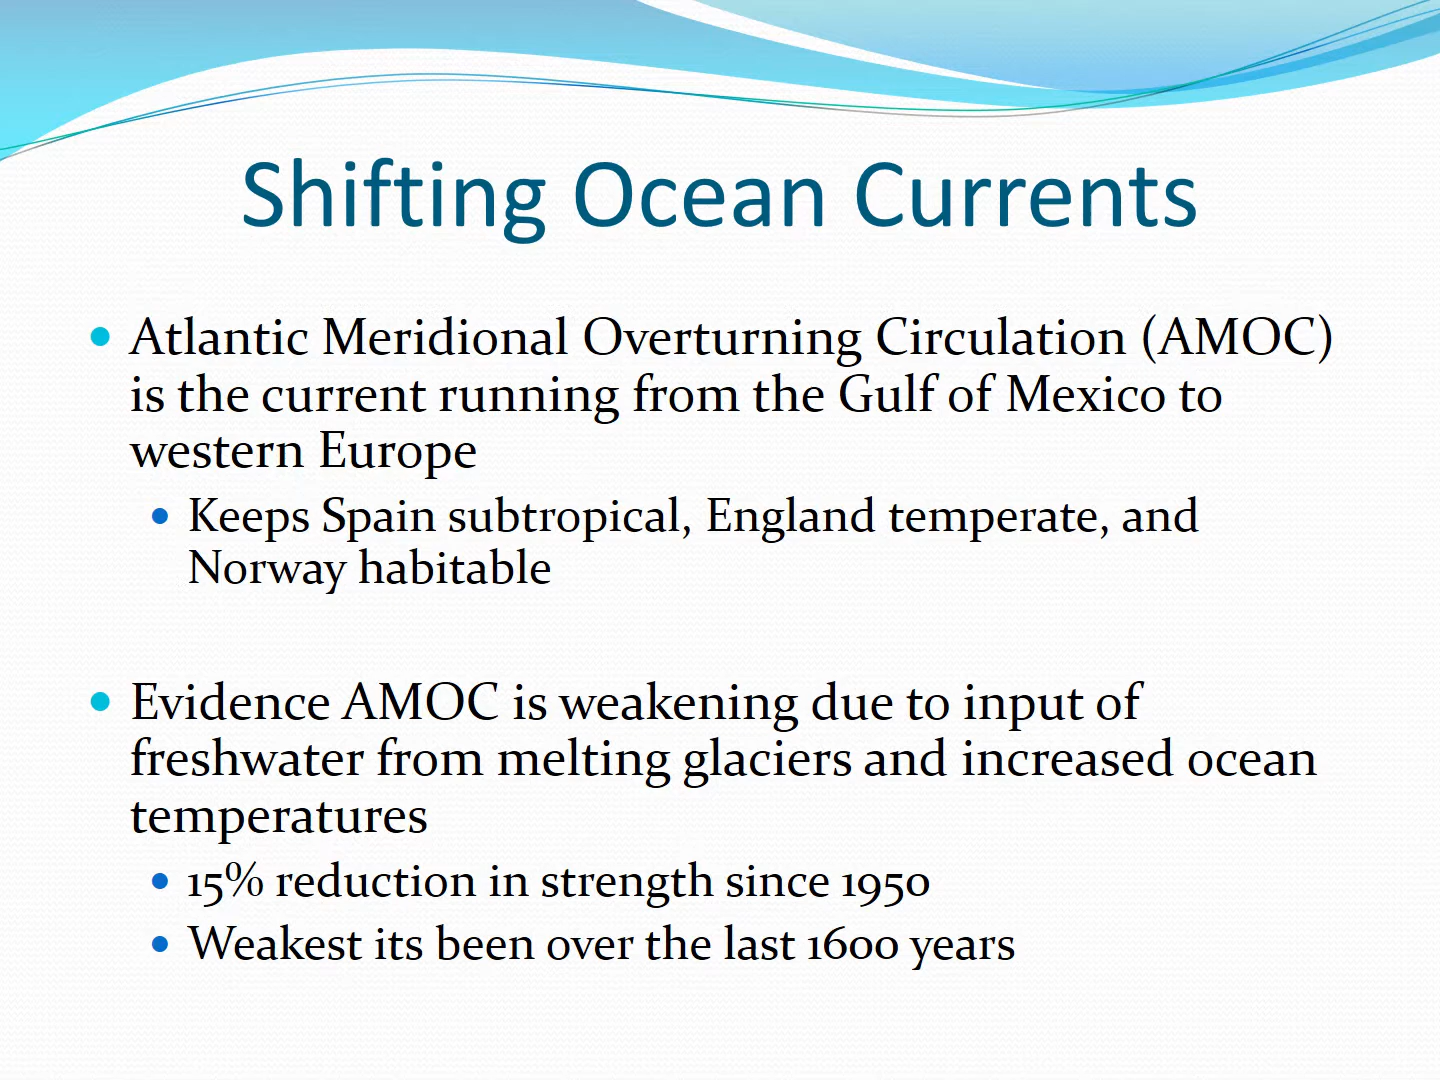 Shifting Ocean Currents
Atlantic Meridional Overturning Circulation (AMOC)
is the current running from the Gulf of Mexico to
western Europe
Keeps Spain subtropical, England temperate, and
Norway habitable
Evidence AMOC is weakening due to input of
freshwater from melting glaciers and increased ocean
temperatures
15% reduction in strength since 1950
Weakest its been over the last 1600 years